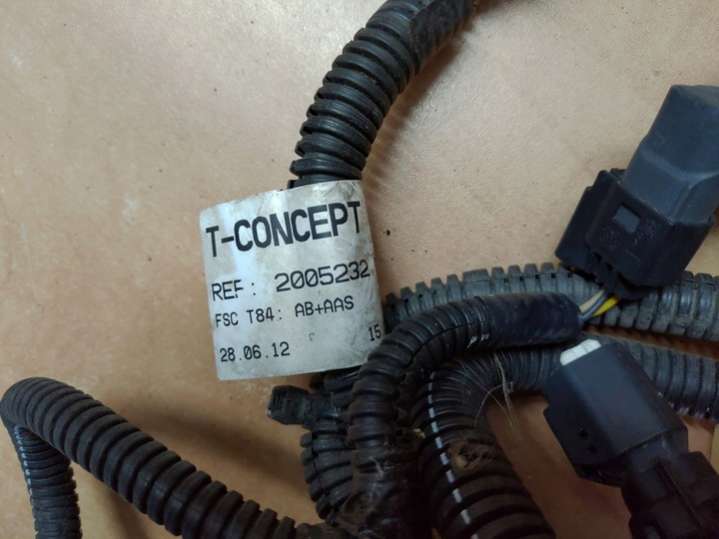 T-CONCEPT
REF: 2005232
FSC T84: AB+AAS
28.06.12 15